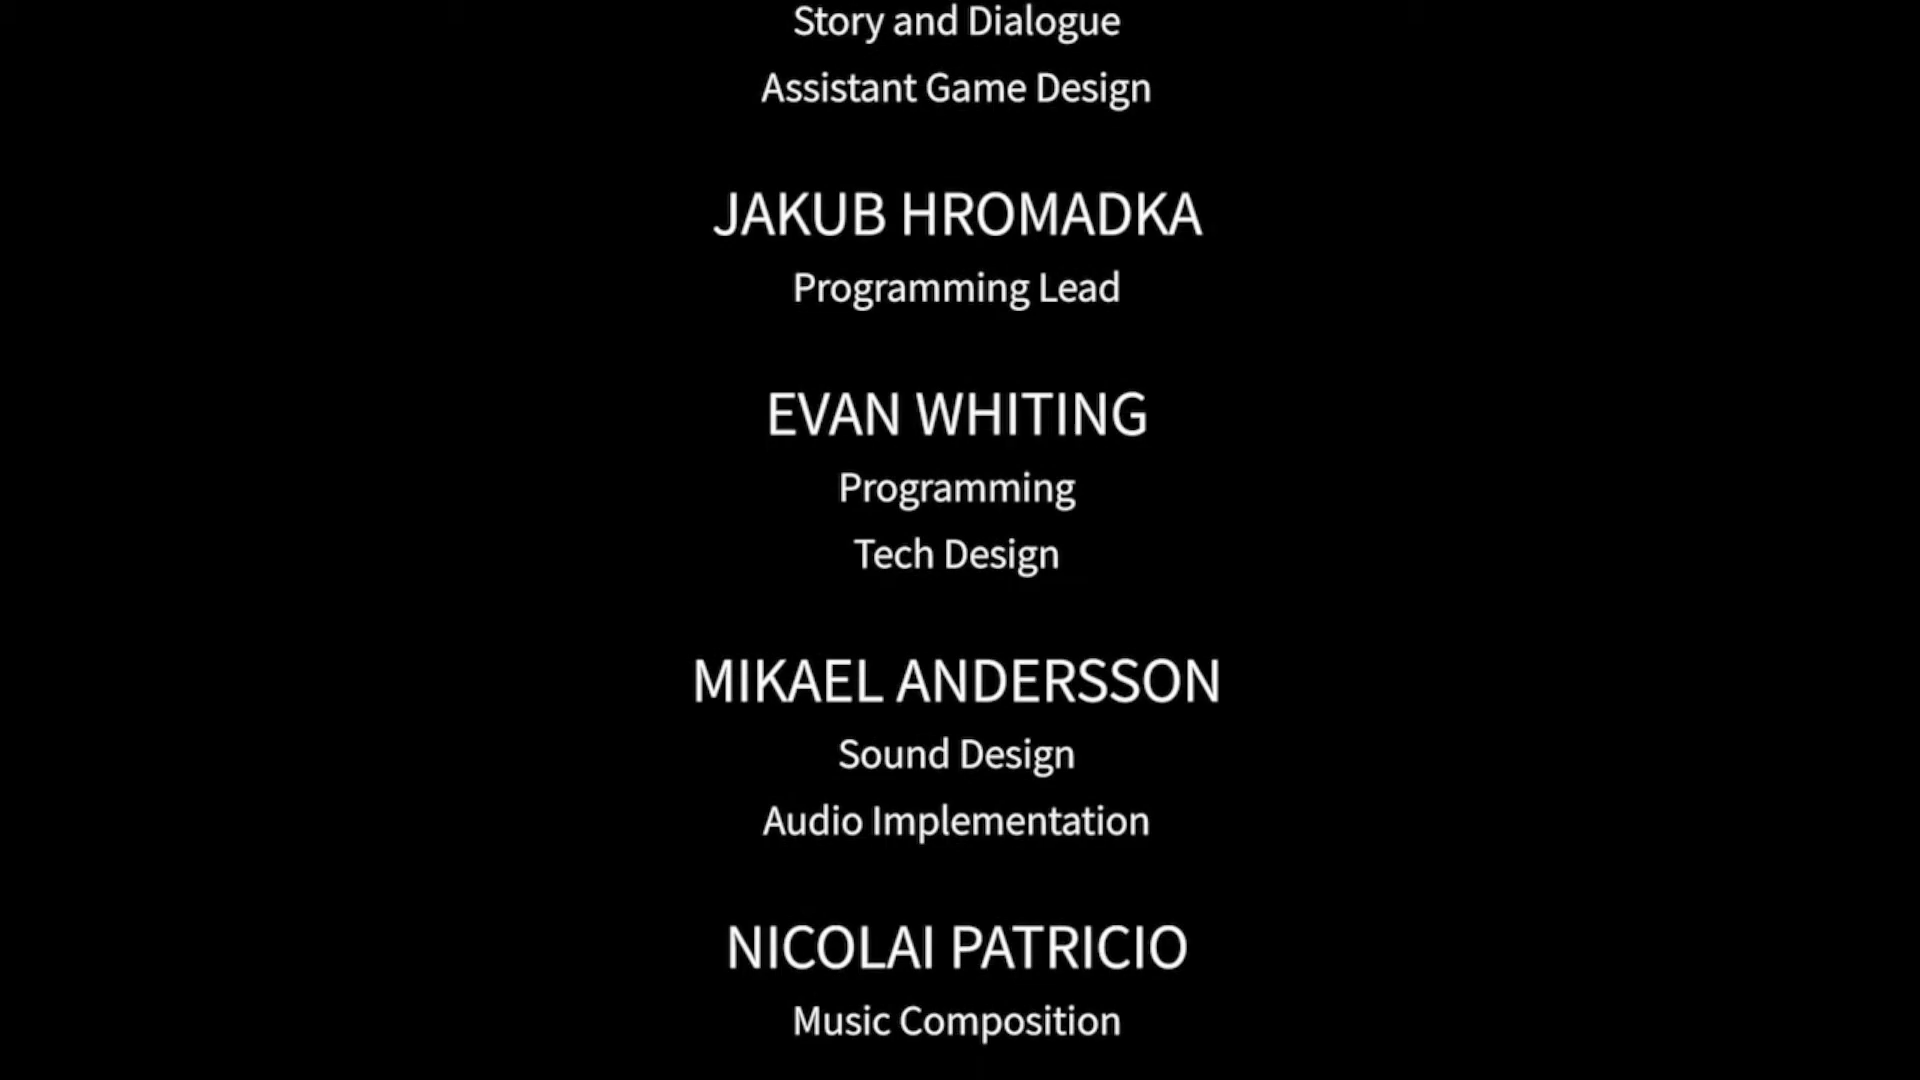 Story and Dialogue
Assistant Game Design
JAKUB HROMADKA
Programming Lead
EVAN WHITING
Programming
Tech Design
MIKAEL ANDERSSON
Sound Design
Audio Implementation
NICOLAI PATRICIO
Music Composition